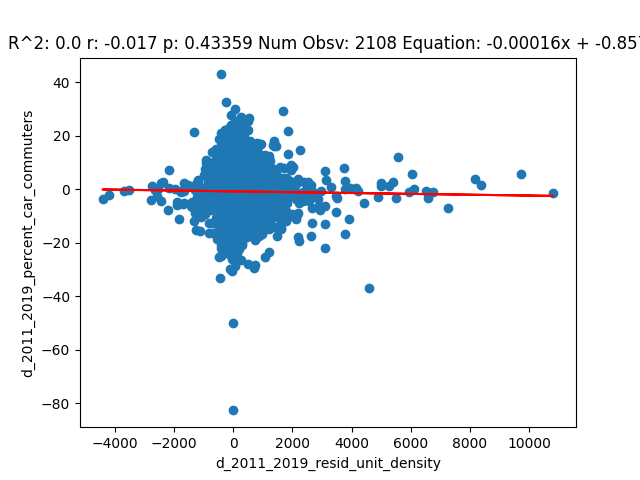 R^2: 0.0 r: -0.017 p: 0.43359 Num Obsv: 2108 Equation: -0.00016x + -0.857
40
20
0
−20
−40
−60
−80
d_2011_2019_percent_car_commuters
−4000 −2000 0 2000 4000 6000 8000 10000
d_2011_2019_resid_unit_density